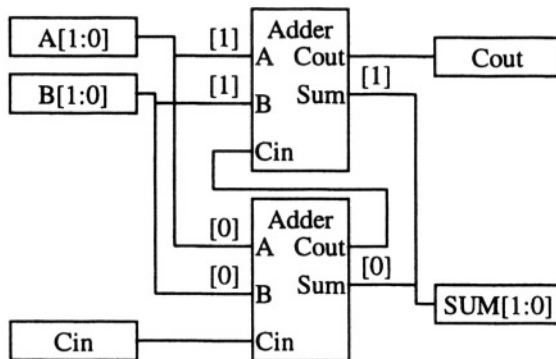 A[1:0]
B[1:0]
[1]
[1]
Adder
A
Cout
B
Sum
Cin
[1]
Cout
[0]
[0]
Adder
A
Cout
B
Sum
Cin
[0]
Cin
SUM[1:0]